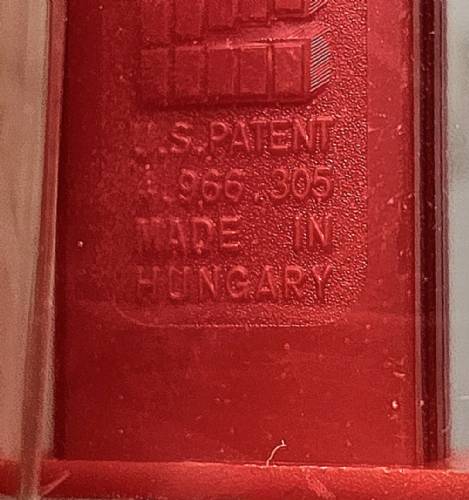 U.S. PATENT
4.966.305
MADE IN
HUNGARY